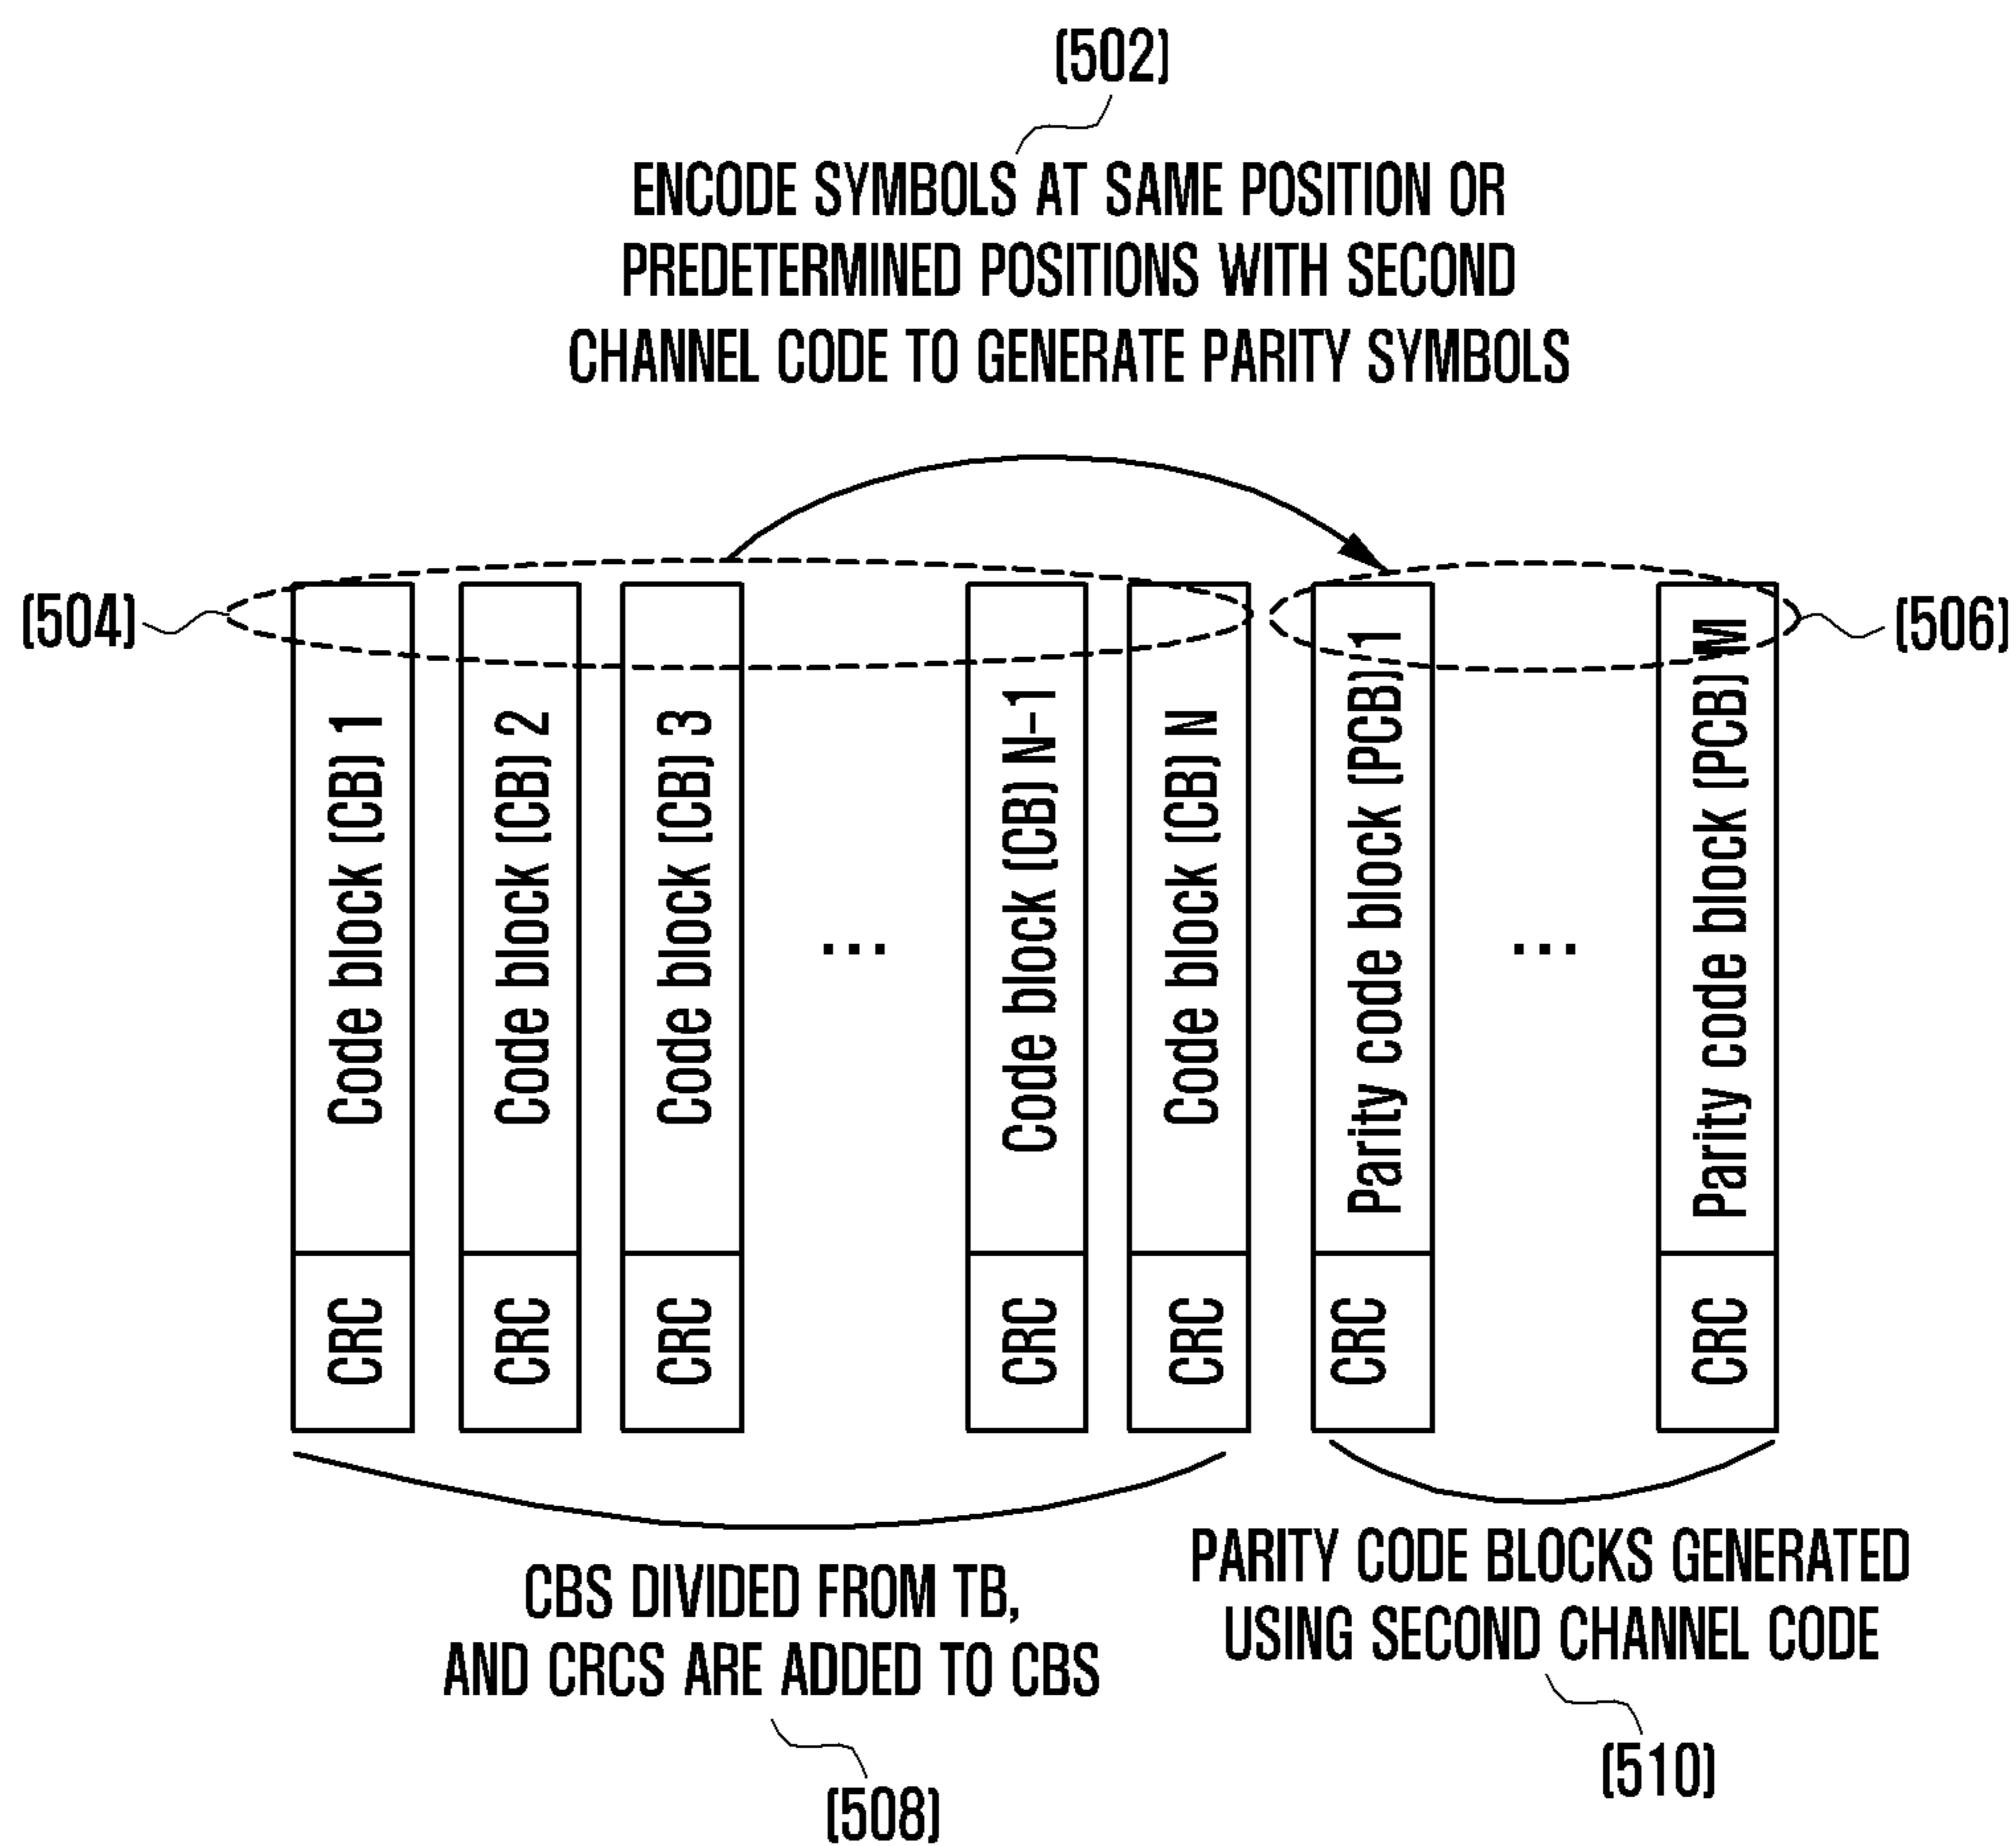 (502)
ENCODE SYMBOLS AT SAME POSITION OR
PREDETERMINED POSITIONS WITH SECOND
CHANNEL CODE TO GENERATE PARITY SYMBOLS
(504)
(506)
Code block (CB) 1
Code block (CB) 2
Code block (CB) 3
...
Code block (CB) N-1
Code block (CB) N
Parity code block (PCB) 1
...
Parity code block (PCB) M
CRC
CRC
CRC
CRC
CRC
CRC
CRC
CBS DIVIDED FROM TB,
AND CRCS ARE ADDED TO CBS
(508)
PARITY CODE BLOCKS GENERATED
USING SECOND CHANNEL CODE
(510)